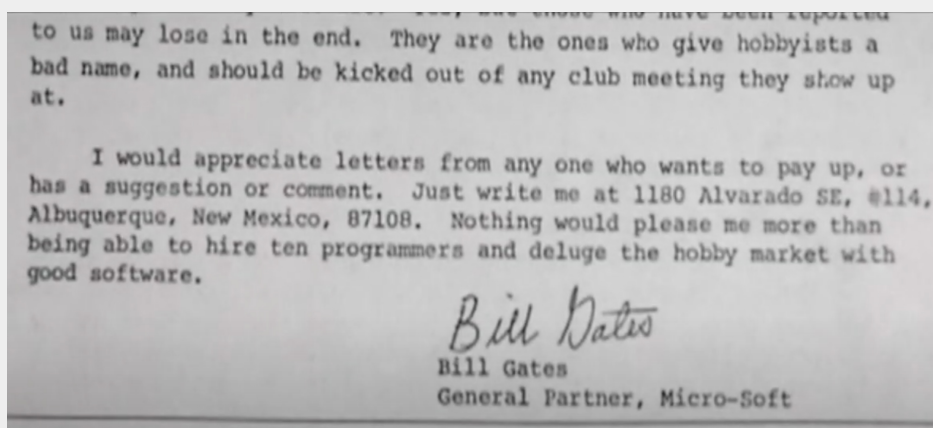 to us may lose in the end. They are the ones who give hobbyists a
bad name, and should be kicked out of any club meeting they show up
at.
I would appreciate letters from any one who wants to pay up, or
has a suggestion or comment. Just write me at 1180 Alvarado SE, #114,
Albuquerque, New Mexico, 87108. Nothing would please me more than
being able to hire ten programmers and deluge the hobby market with
good software.
Bill Gates
Bill Gates
General Partner, Micro-Soft